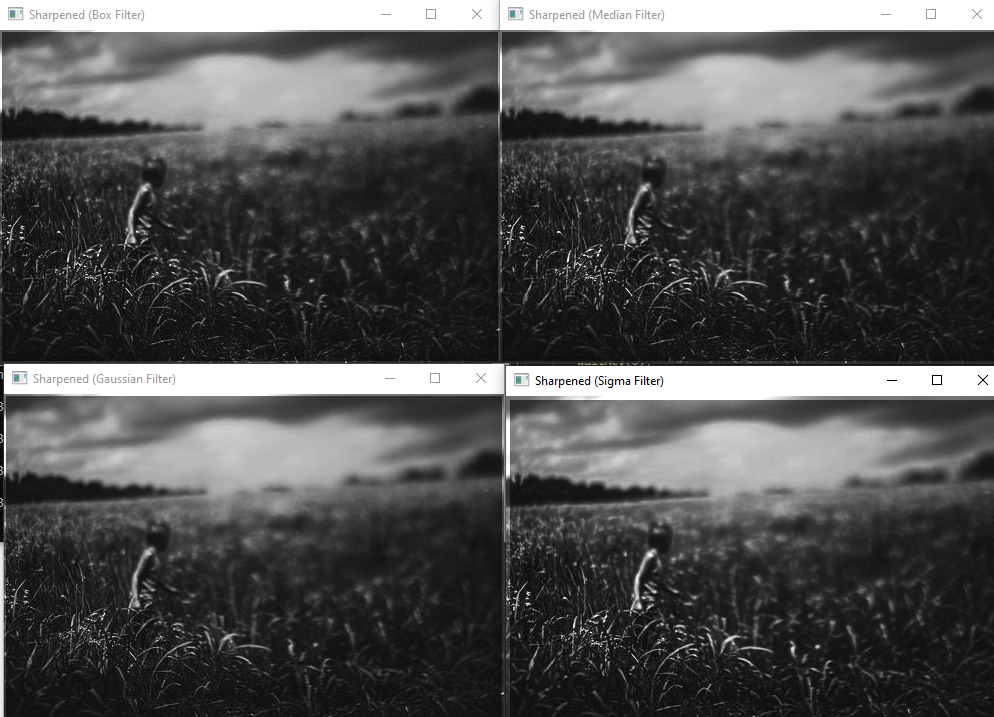 Sharpened (Box Filter)
Sharpened (Median Filter)
Sharpened (Gaussian Filter)
Sharpened (Sigma Filter)